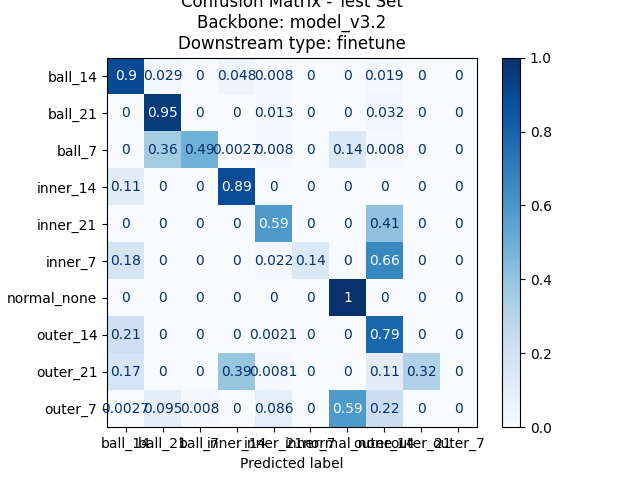 Confusion Matrix - Test Set
Backbone: model_v3.2
Downstream type: finetune
ball_14 0.9 0.029 0 0.048 0.008 0 0 0.019 0 0 1.0
ball_21 0 0.95 0 0 0.013 0 0 0.032 0 0
ball_7 0 0.36 0.49 0.0027 0.008 0 0.14 0.008 0 0 0.8
inner_14 0.11 0 0 0.89 0 0 0 0 0 0
inner_21 0 0 0 0 0.59 0 0 0.41 0 0 0.6
inner_7 0.18 0 0 0 0.022 0.14 0 0.66 0 0 0.4
normal_none 0 0 0 0 0 0 1 0 0 0
outer_14 0.21 0 0 0 0.0021 0 0 0.79 0 0
outer_21 0.17 0 0 0.39 0.0081 0 0 0.11 0.32 0 0.2
outer_7 0.0027 0.095 0.008 0 0.086 0 0.59 0.22 0 0 0.0
ball_14 ball_21 ball_7 inner_14 inner_21 inner_7 normal_none outer_14 outer_21 outer_7
Predicted label